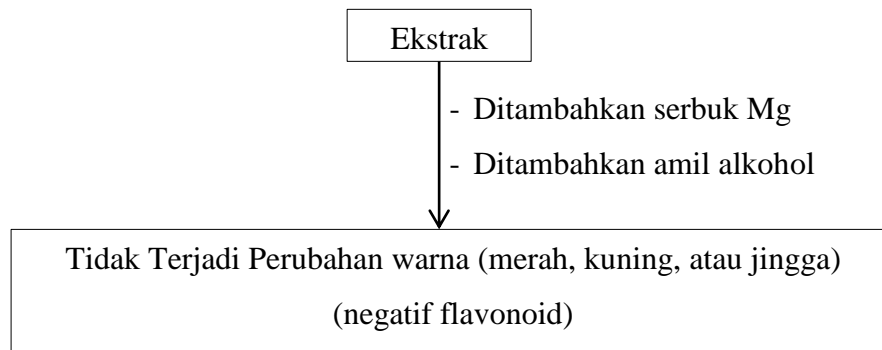 Ekstrak
- Ditambahkan serbuk Mg
- Ditambahkan amil alkohol
Tidak Terjadi Perubahan warna (merah, kuning, atau jingga)
(negatif flavonoid)